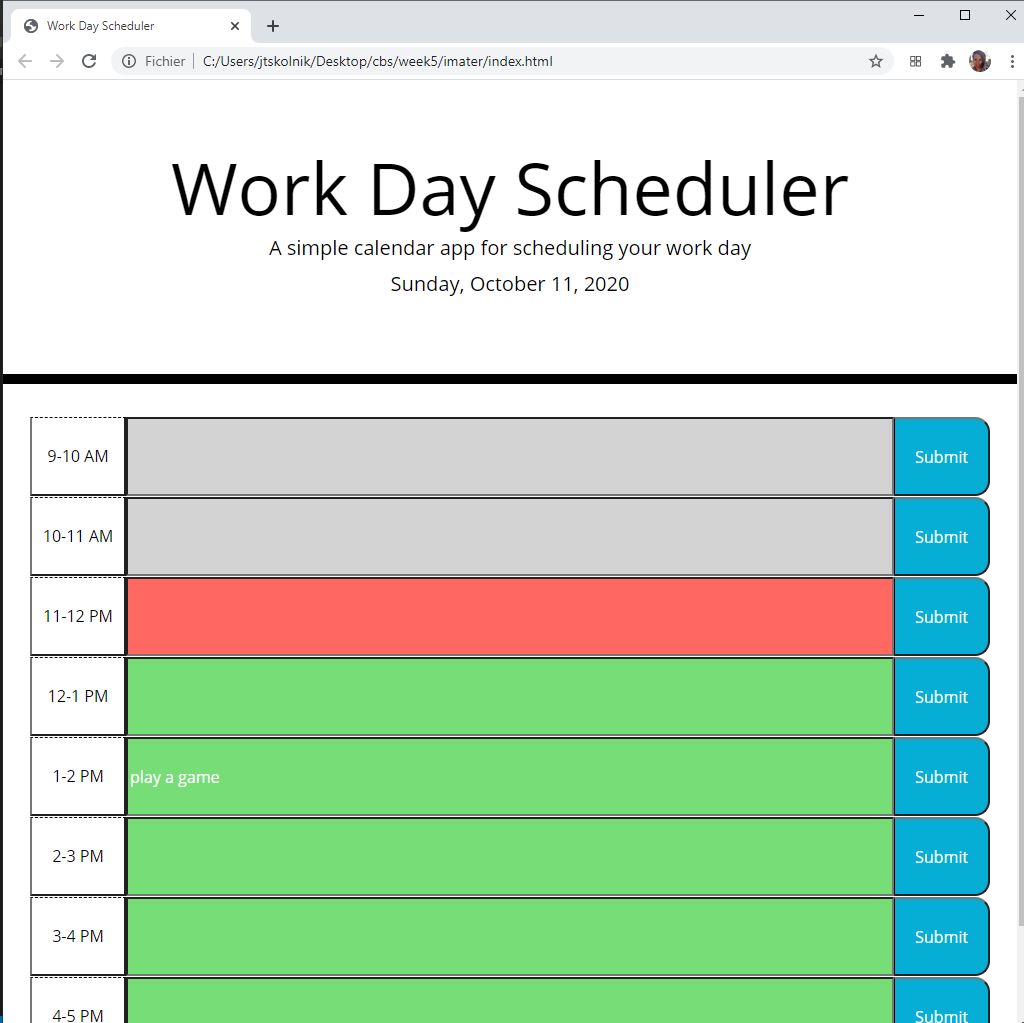 Work Day Scheduler
Fichier C:/Users/jtskolnik/Desktop/cbs/week5/imater/index.html
Work Day Scheduler
A simple calendar app for scheduling your work day
Sunday, October 11, 2020
9-10 AM Submit
10-11 AM Submit
11-12 PM Submit
12-1 PM Submit
1-2 PM play a game Submit
2-3 PM Submit
3-4 PM Submit
4-5 PM Submit